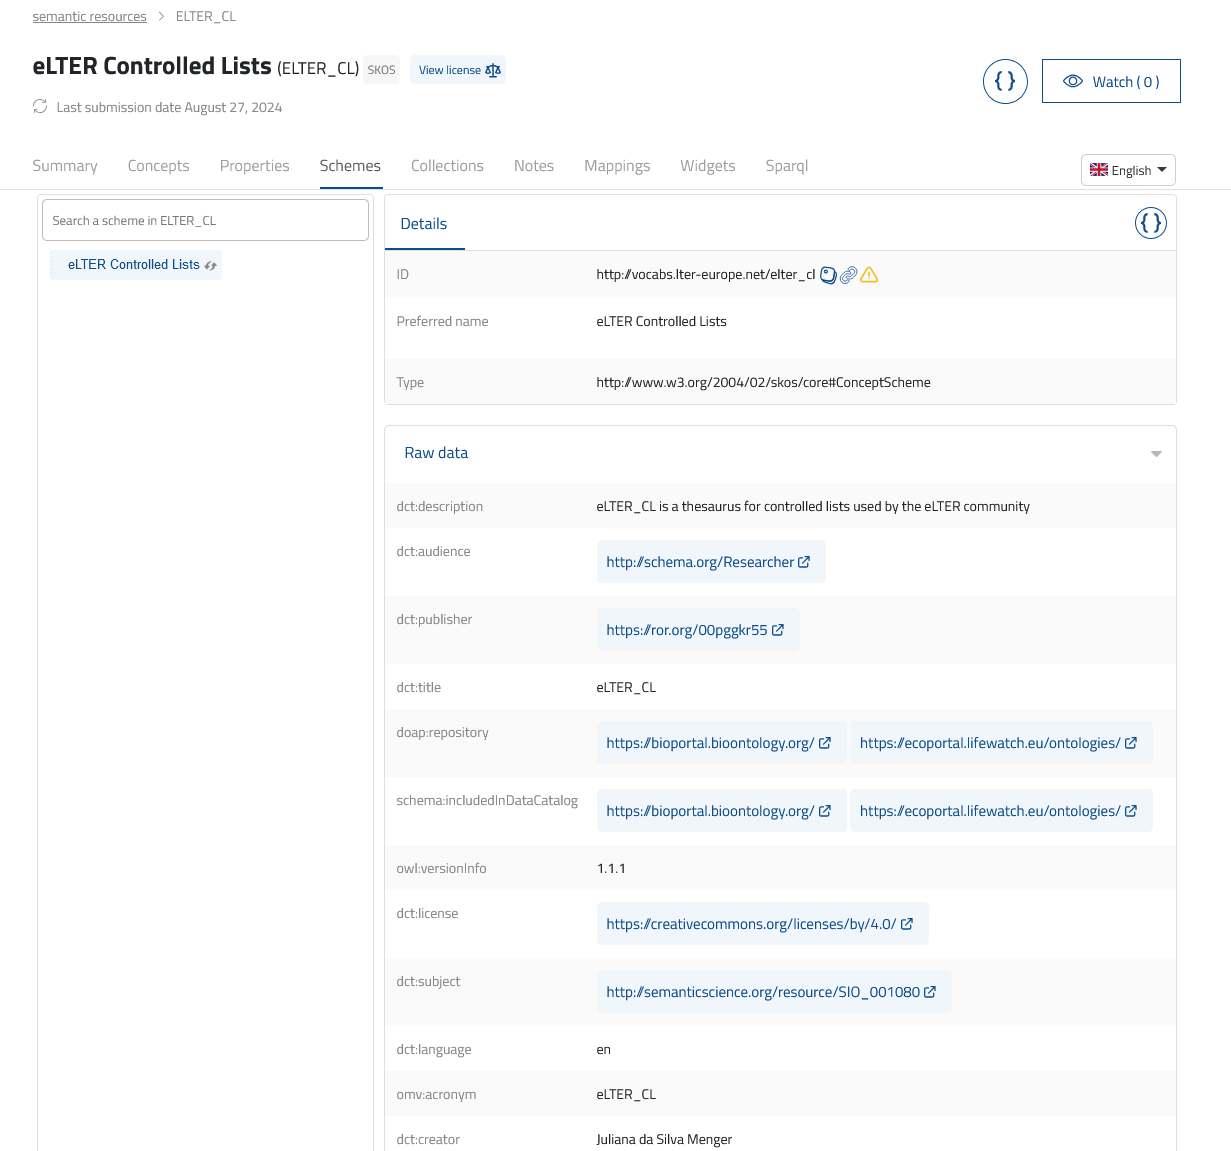 semantic resources > ELTER_CL
eLTER Controlled Lists (ELTER_CL) SKOS View license
{ } Watch ( 0 )
Last submission date August 27, 2024
Summary Concepts Properties Schemes Collections Notes Mappings Widgets Sparql
English
Search a scheme in ELTER_CL
eLTER Controlled Lists
Details { }
ID http://vocabs.lter-europe.net/elter_cl
Preferred name eLTER Controlled Lists
Type http://www.w3.org/2004/02/skos/core#ConceptScheme
Raw data
dct:description eLTER_CL is a thesaurus for controlled lists used by the eLTER community
dct:audience http://schema.org/Researcher
dct:publisher https://ror.org/00pggkr55
dct:title eLTER_CL
doap:repository https://bioportal.bioontology.org/ https://ecoportal.lifewatch.eu/ontologies/
schema:includedInDataCatalog https://bioportal.bioontology.org/ https://ecoportal.lifewatch.eu/ontologies/
owl:versionInfo 1.1.1
dct:license https://creativecommons.org/licenses/by/4.0/
dct:subject http://semanticscience.org/resource/SIO_001080
dct:language en
omv:acronym eLTER_CL
dct:creator Juliana da Silva Menger